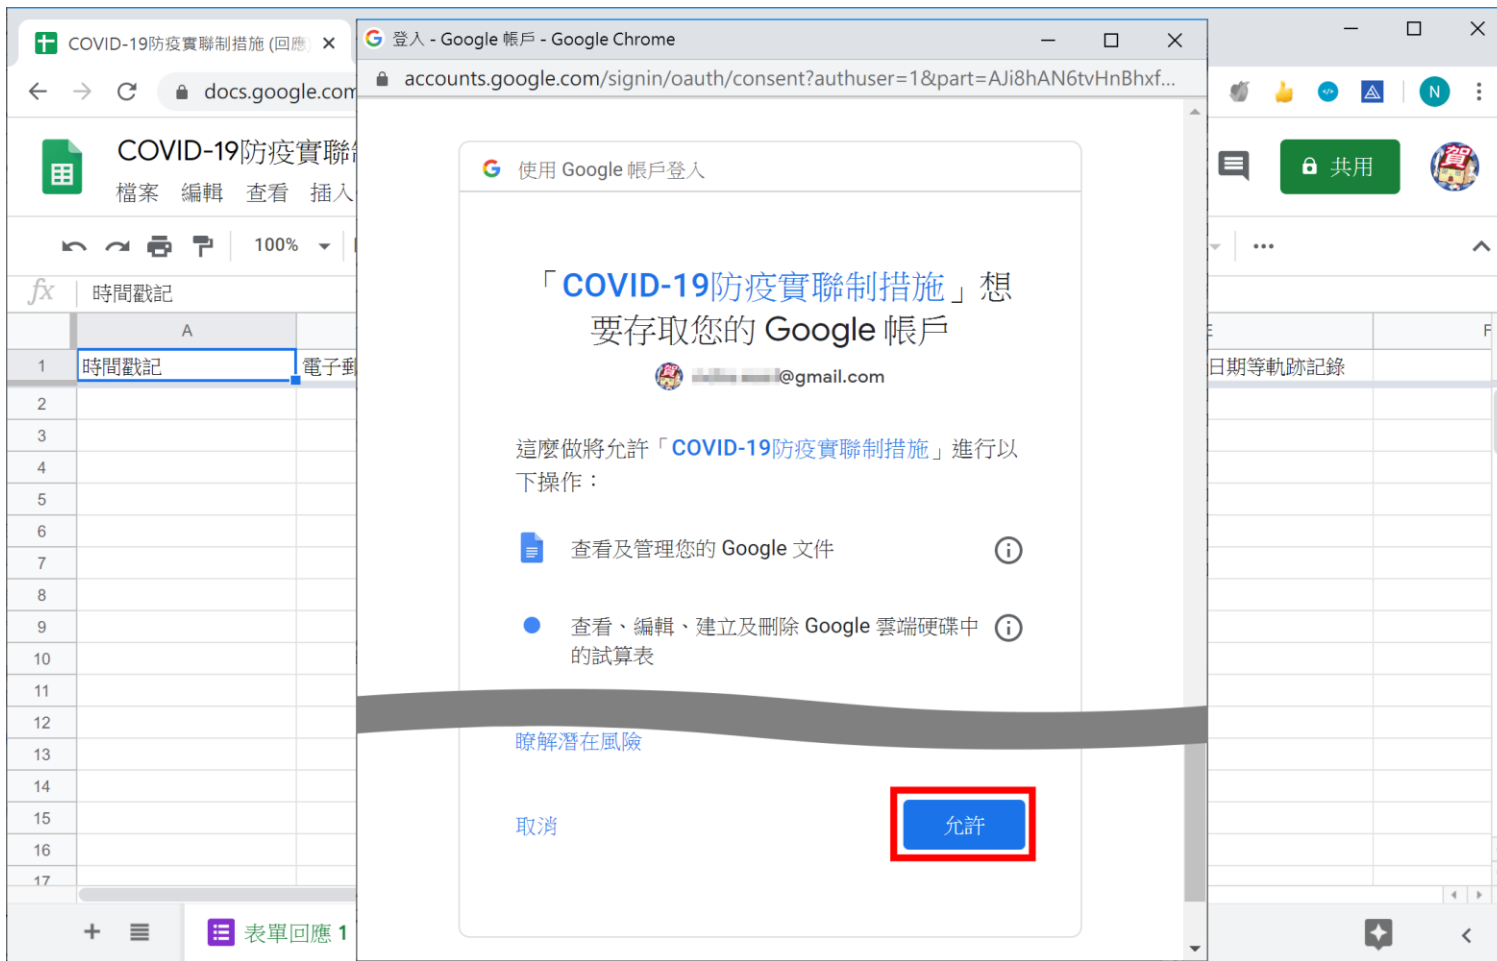 COVID-19防疫實聯制措施 (回應
登入 - Google 帳戶 - Google Chrome
docs.google.com
accounts.google.com/signin/oauth/consent?authuser=1&part=AJi8hAN6tvHnBhxf...
N
COVID-19防疫實聯制
檔案 編輯 查看 插入
共用
賀
100%
fx 時間戳記
A
E
F
1 時間戳記 電子郵
日期等軌跡記錄
2
3
4
5
6
7
8
9
10
11
12
13
14
15
16
17
使用 Google 帳戶登入
「COVID-19防疫實聯制措施」想
要存取您的 Google 帳戶
@gmail.com
這麼做將允許「COVID-19防疫實聯制措施」進行以
下操作：
查看及管理您的 Google 文件
查看、編輯、建立及刪除 Google 雲端硬碟中
的試算表
瞭解潛在風險
取消
允許
表單回應 1